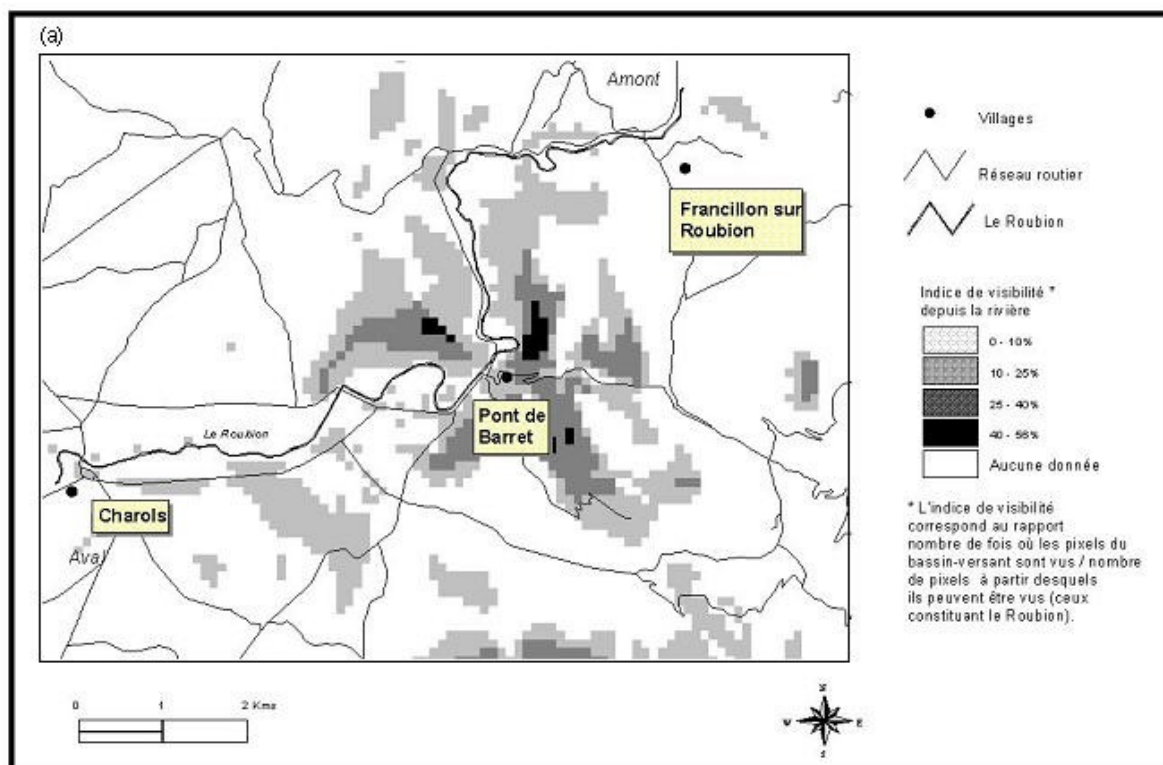 (a)
Amont
Francillon sur
Roubion
Pont de
Barret
Le Roubion
Charols
Aval
Villages
Réseau routier
Le Roubion
Indice de visibilité *
depuis la rivière
0 - 10%
10 - 25%
25 - 40%
40 - 56%
Aucune donnée
* L'indice de visibilité
correspond au rapport
nombre de fois où les pixels du
bassin-versant sont vus / nombre
de pixels à partir desquels
ils peuvent être vus (ceux
constituant le Roubion).
0 1 2 Kms
W E